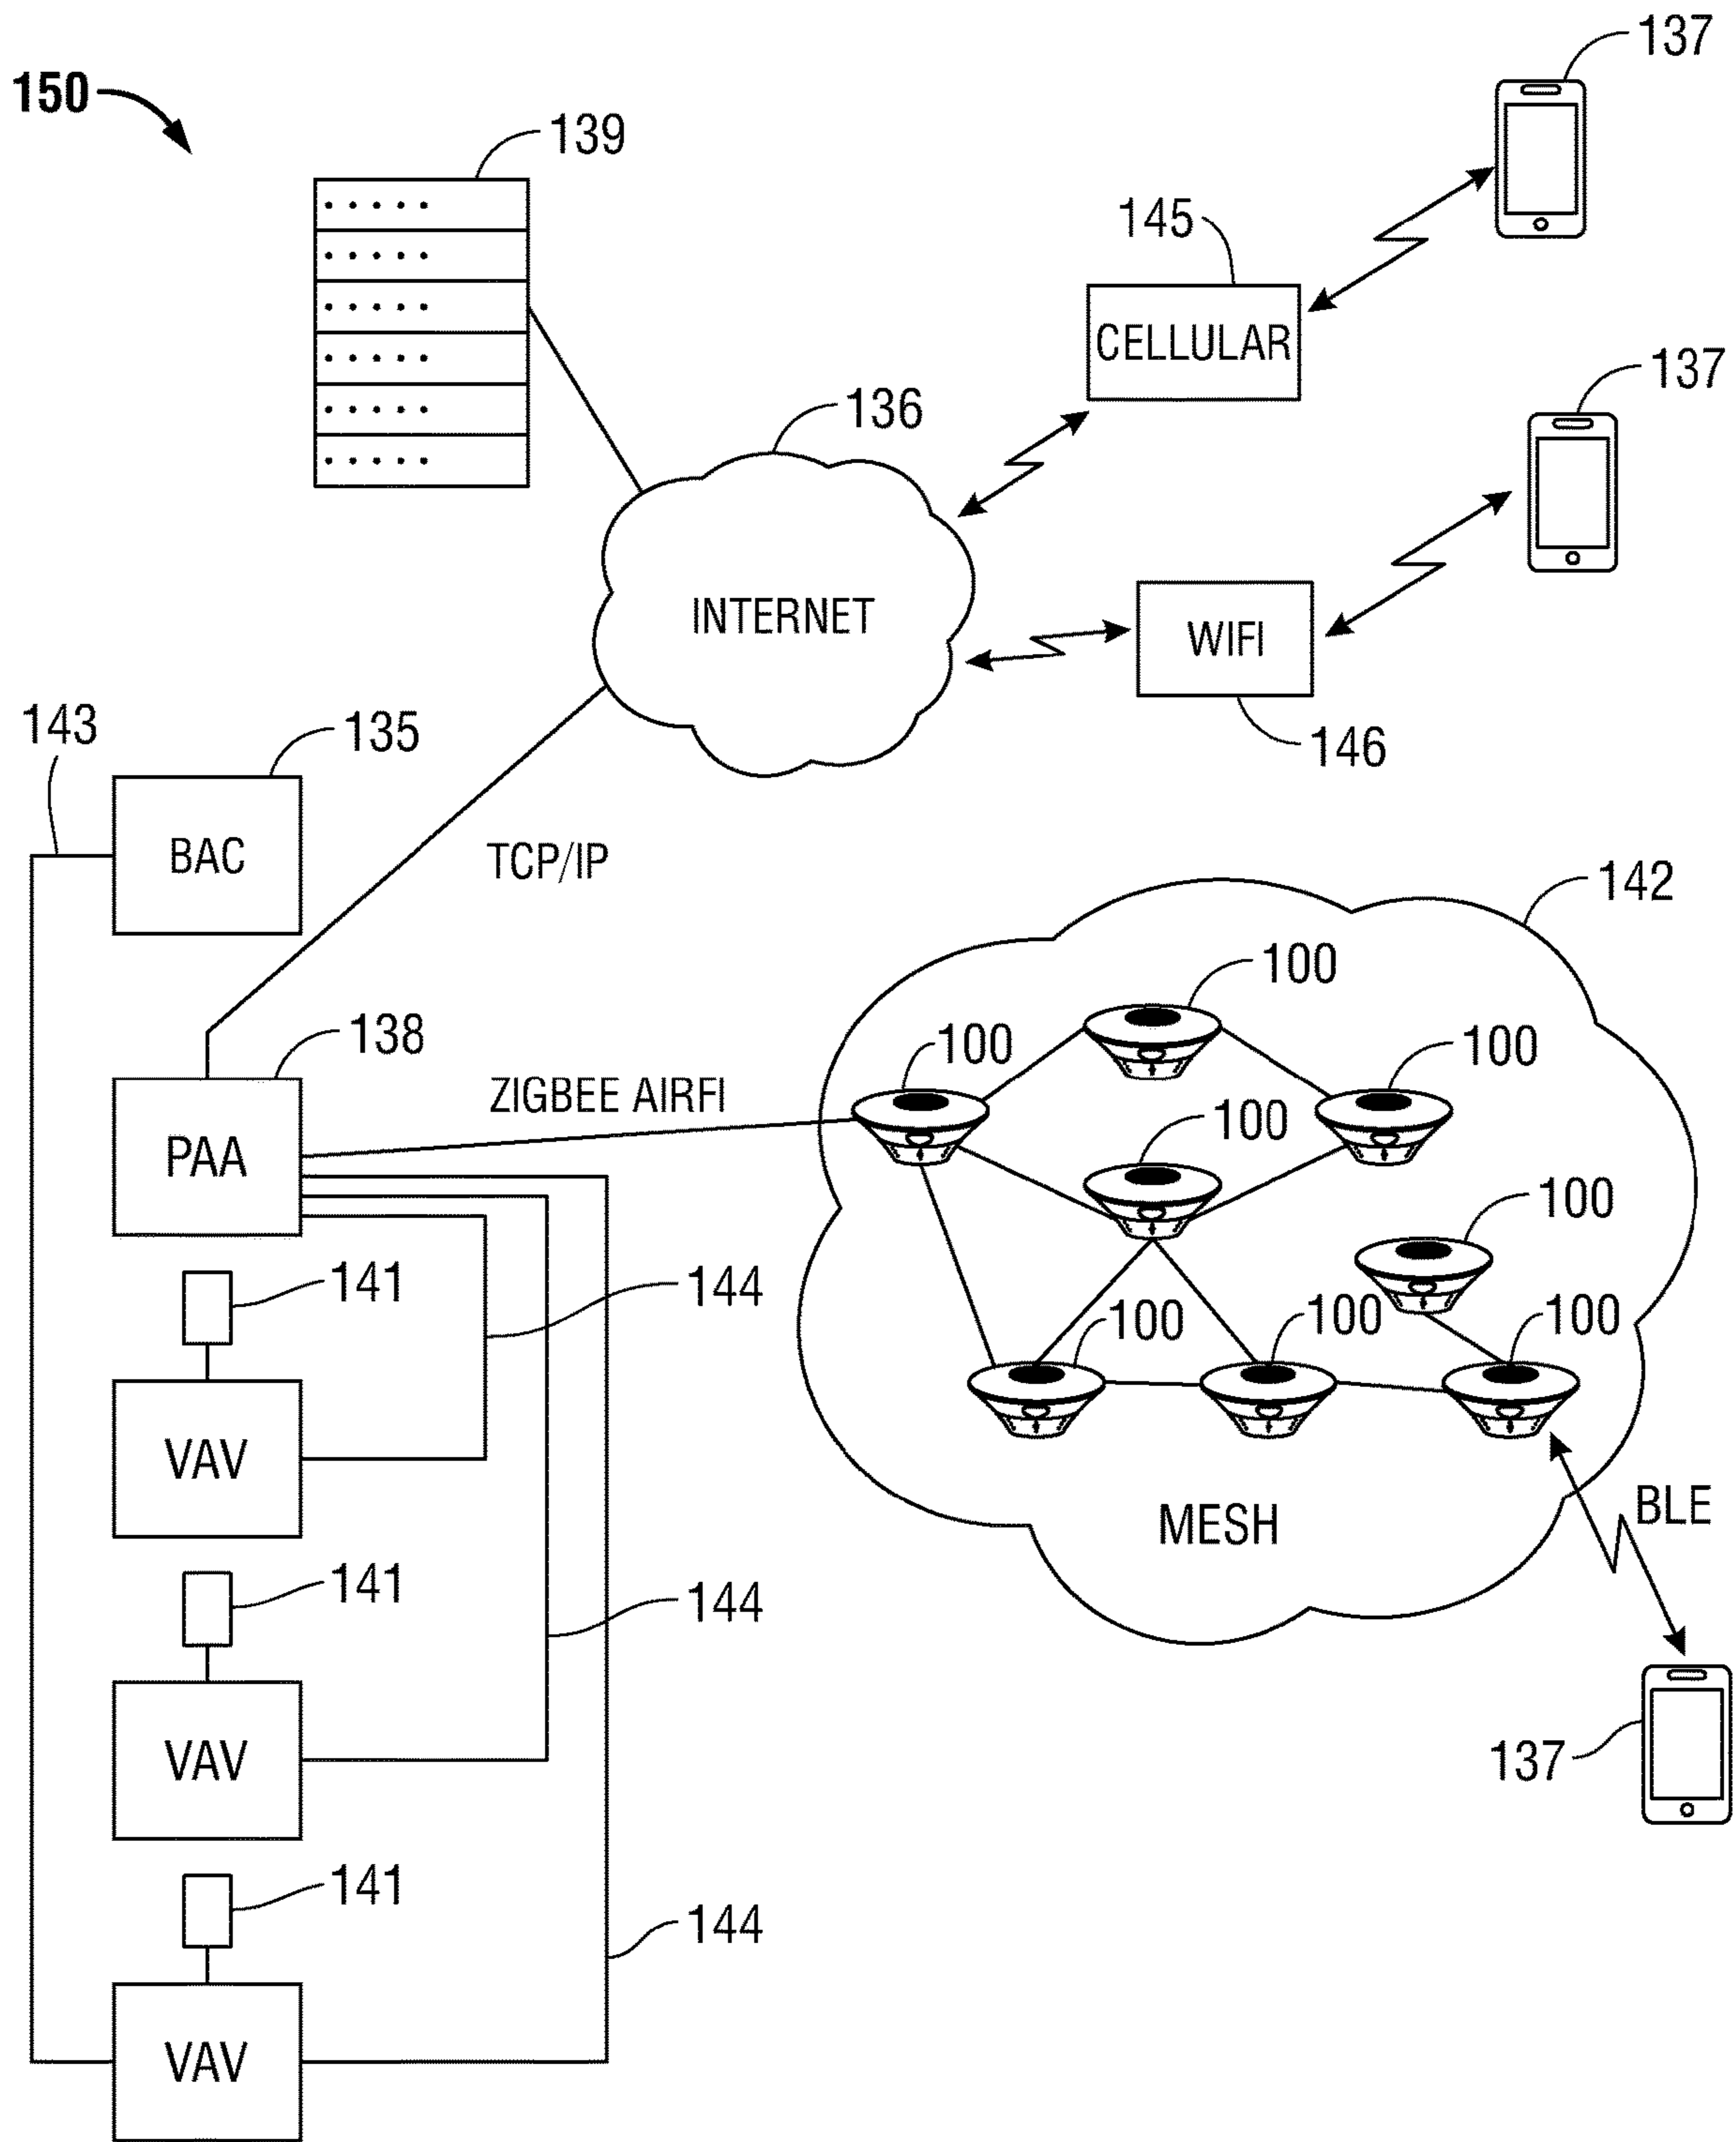 137
150
139
145
CELLULAR
137
136
INTERNET
WIFI
146
143
135
BAC
TCP/IP
142
100
138
100
100
ZIGBEE AIRFI
PAA
100
100
141
144
100
100
100
VAV
MESH
BLE
141
144
VAV
137
141
144
VAV